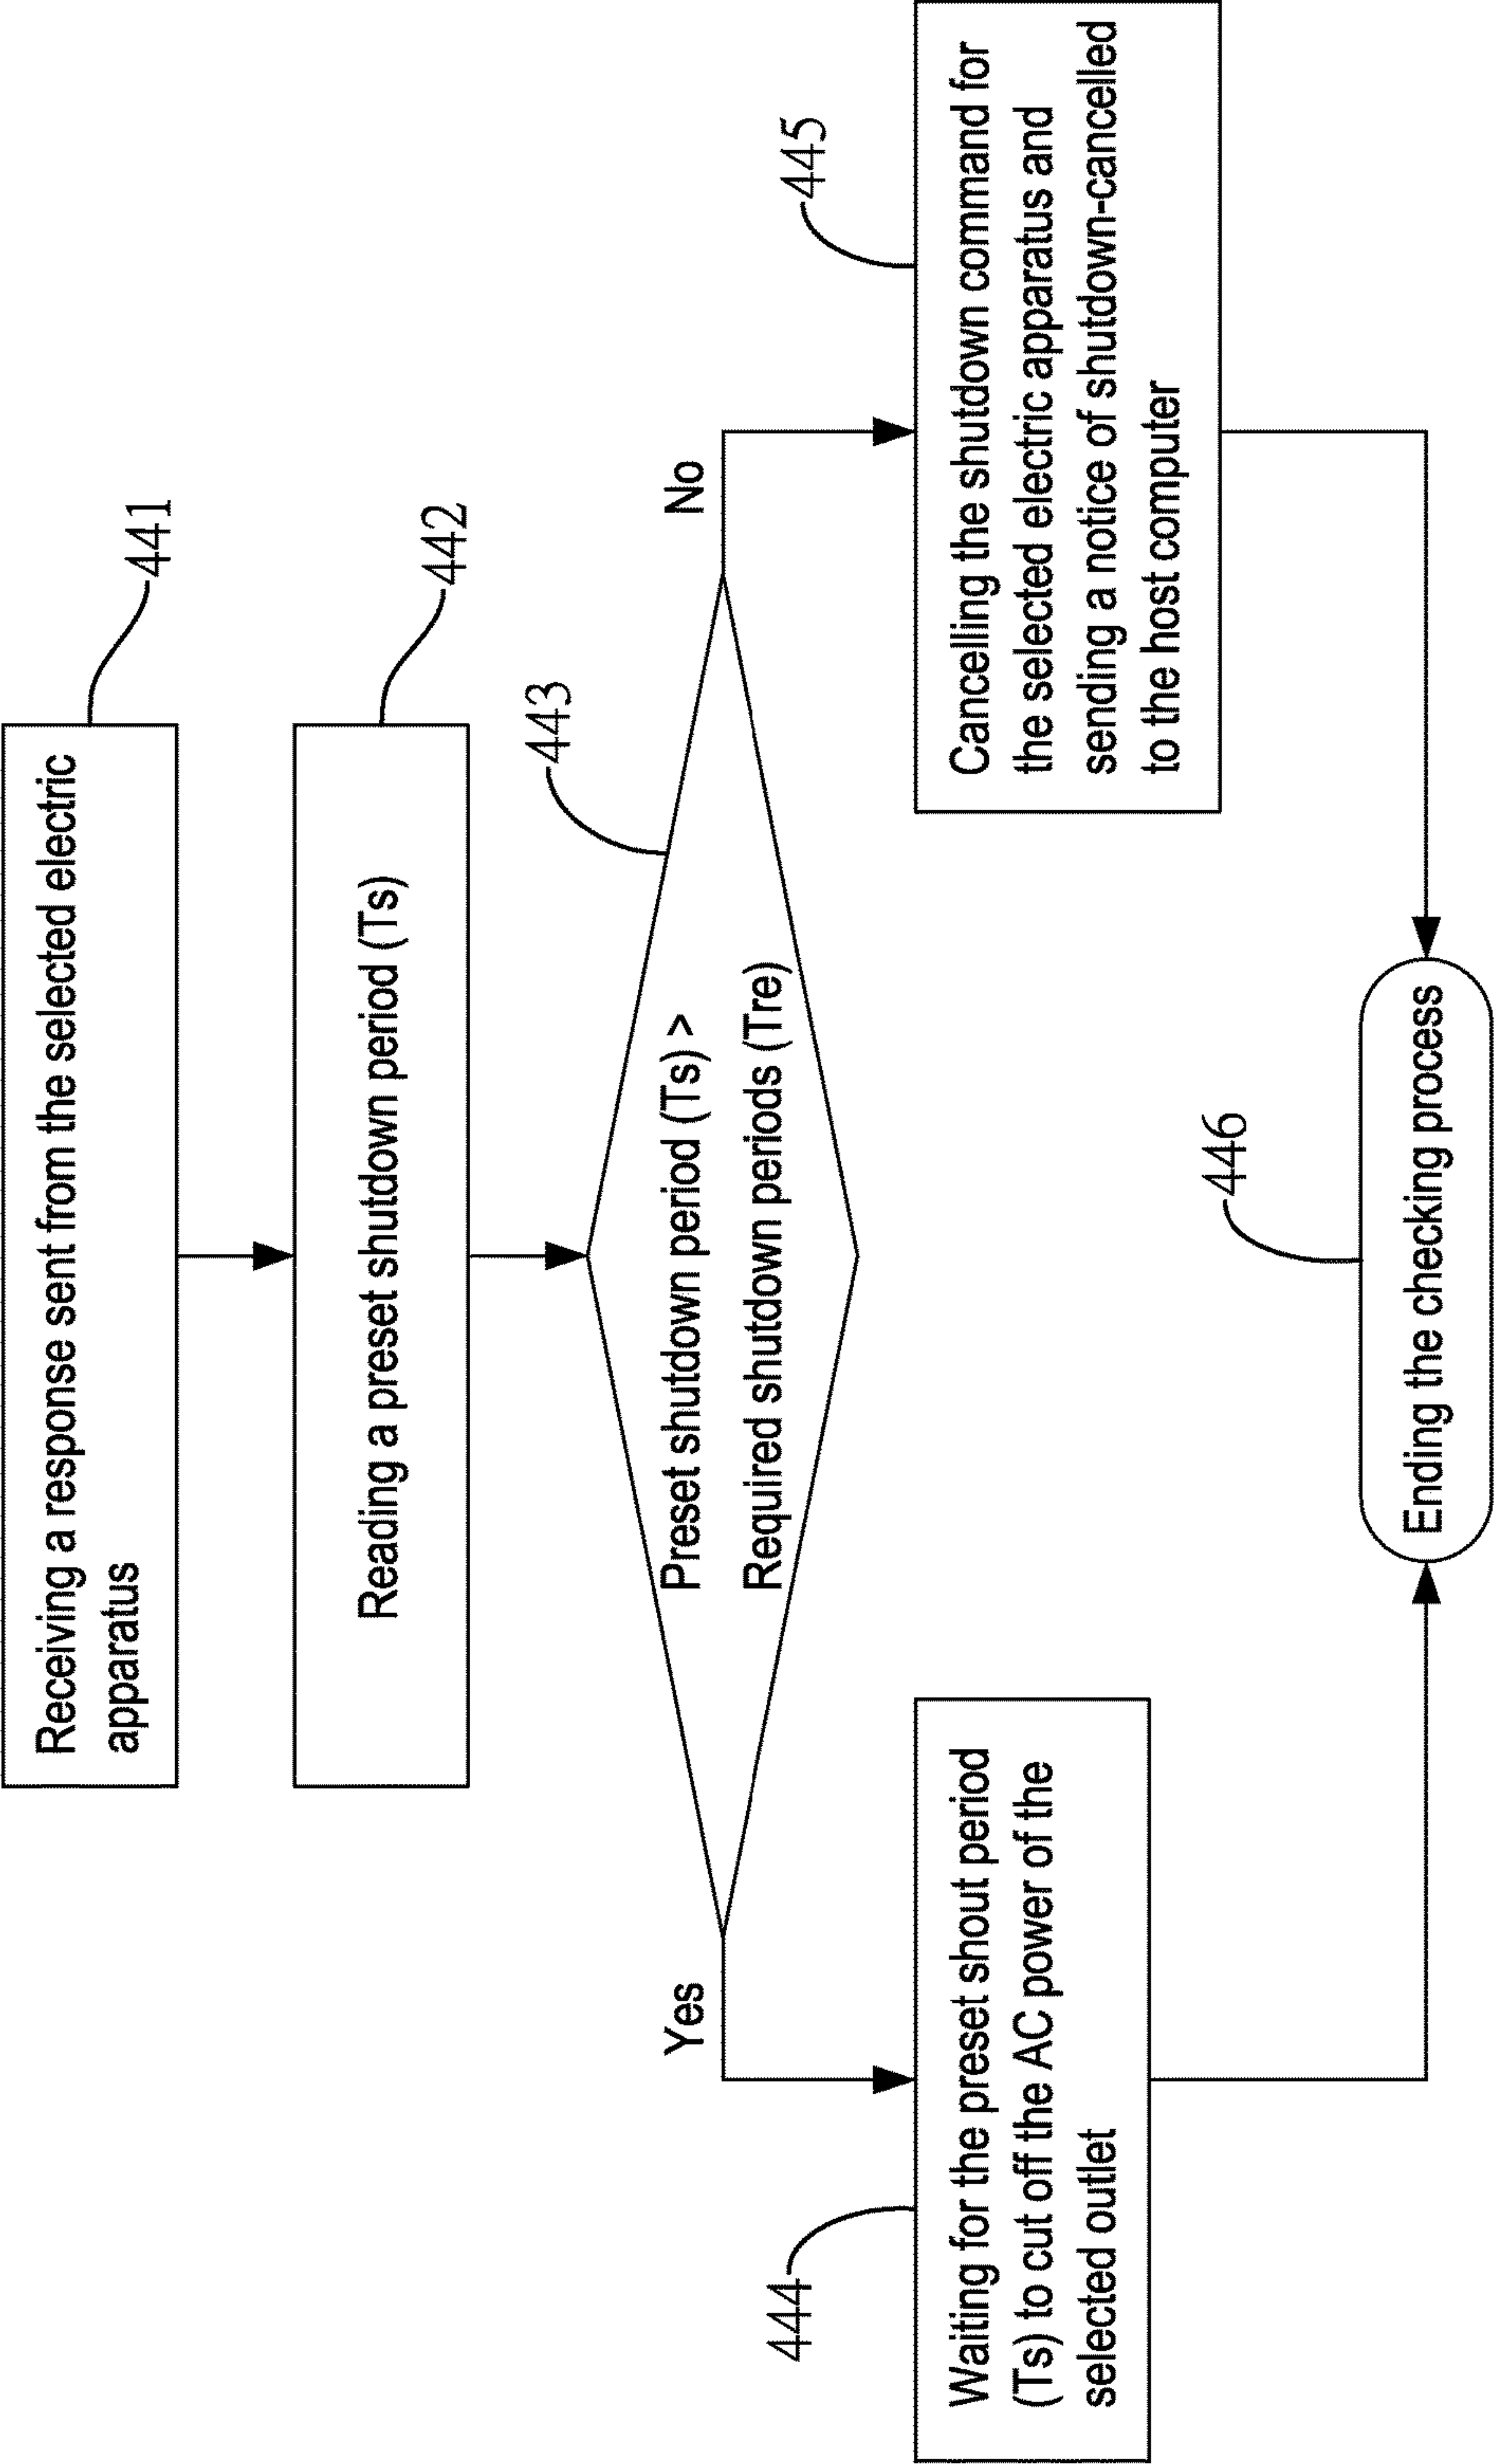 Receiving a response sent from the selected electric
apparatus
441
Reading a preset shutdown period (Ts)
442
443
Preset shutdown period (Ts) >
Required shutdown periods (Tre)
Yes
No
444
Waiting for the preset shout period
(Ts) to cut off the AC power of the
selected outlet
445
Cancelling the shutdown command for
the selected electric apparatus and
sending a notice of shutdown-cancelled
to the host computer
446
Ending the checking process